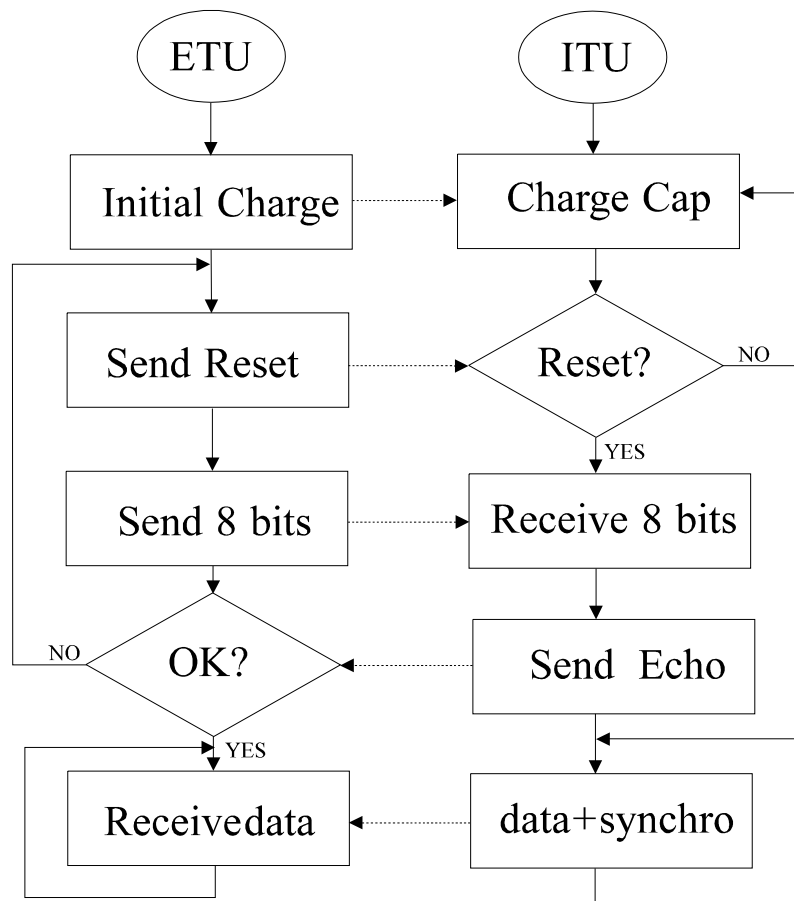 ETU
ITU
Initial Charge
Charge Cap
Send Reset
Reset?
NO
YES
Send 8 bits
Receive 8 bits
NO
OK?
Send Echo
YES
Receivedata
data+synchro